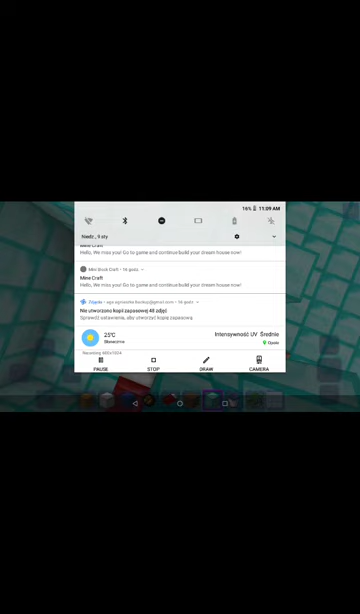 16% 11:09 AM
Niedz., 9 sty
Mine Craft
Hello, We miss you! Go to game and continue build your dream house now!
Mini Block Craft • 16 godz.
Mine Craft
Hello, We miss you! Go to game and continue build your dream house now!
Zdjęcia • 16 godz.
Nie utworzono kopii zapasowej 48 zdjęć
Sprawdź ustawienia, aby utworzyć kopię zapasową
25°C
Intensywność UV Średnie
Słonecznie
Opole
Recording
PAUSE STOP DRAW CAMERA